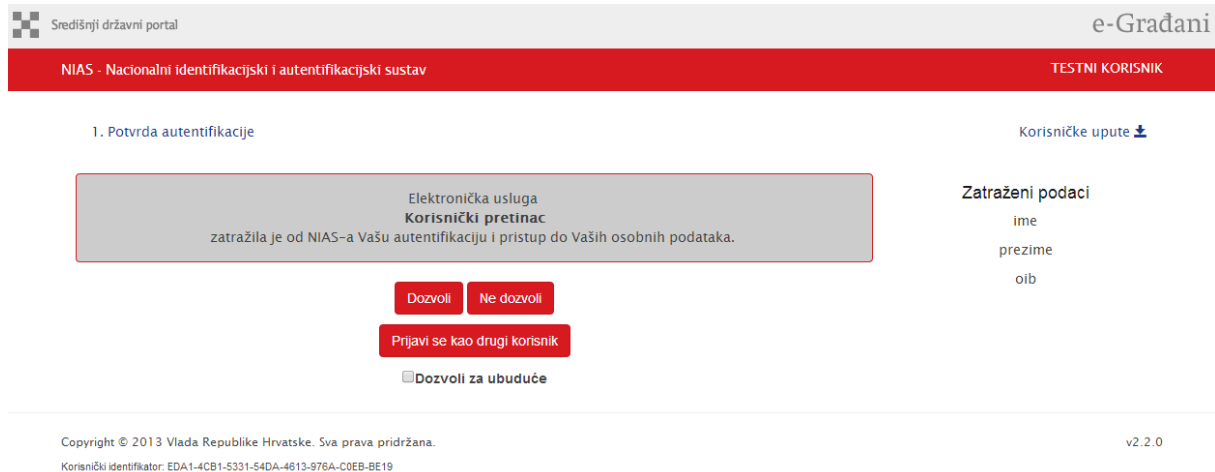 Središnji državni portal
e-Građani
NIAS - Nacionalni identifikacijski i autentifikacijski sustav
TESTNI KORISNIK
1. Potvrda autentifikacije
Korisničke upute
Elektronička usluga
Korisnički pretinac
zatražila je od NIAS-a Vašu autentifikaciju i pristup do Vaših osobnih podataka.
Zatraženi podaci
ime
prezime
oib
Dozvoli
Ne dozvoli
Prijavi se kao drugi korisnik
Dozvoli za ubuduće
Copyright © 2013 Vlada Republike Hrvatske. Sva prava pridržana.
v2.2.0
Korisnički identifikator: EDA1-4CB1-5331-54DA-4613-976A-C0EB-BE19